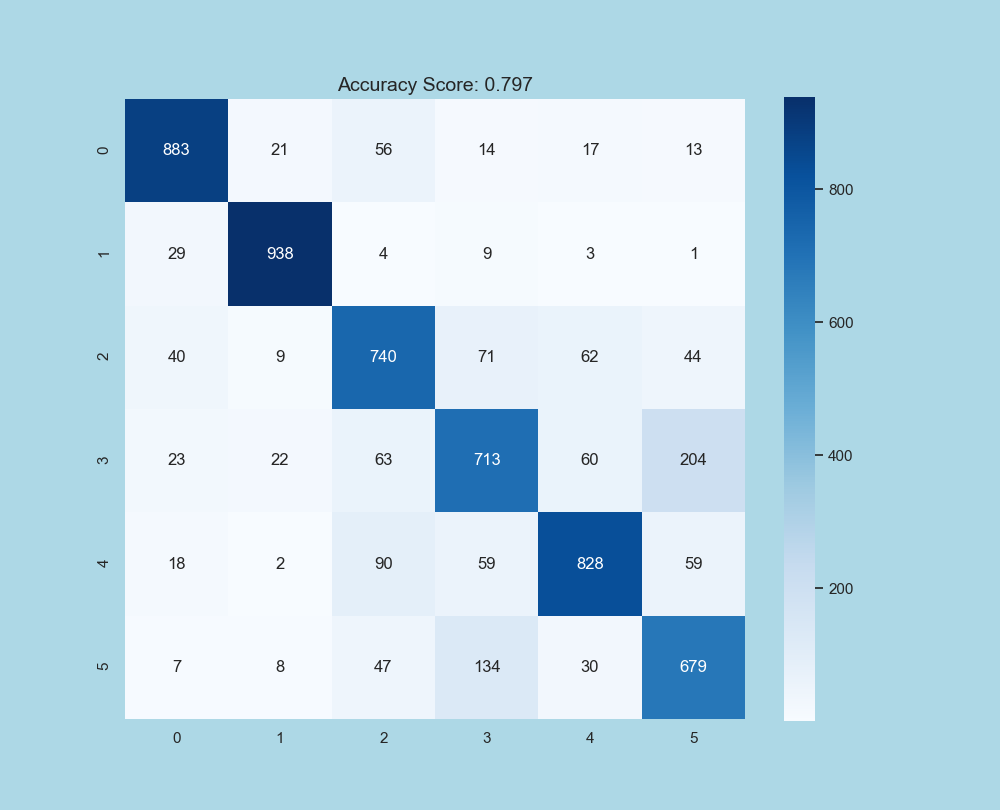 Accuracy Score: 0.797
0 883 21 56 14 17 13
1 29 938 4 9 3 1
2 40 9 740 71 62 44
3 23 22 63 713 60 204
4 18 2 90 59 828 59
5 7 8 47 134 30 679
0 1 2 3 4 5
800
600
400
200